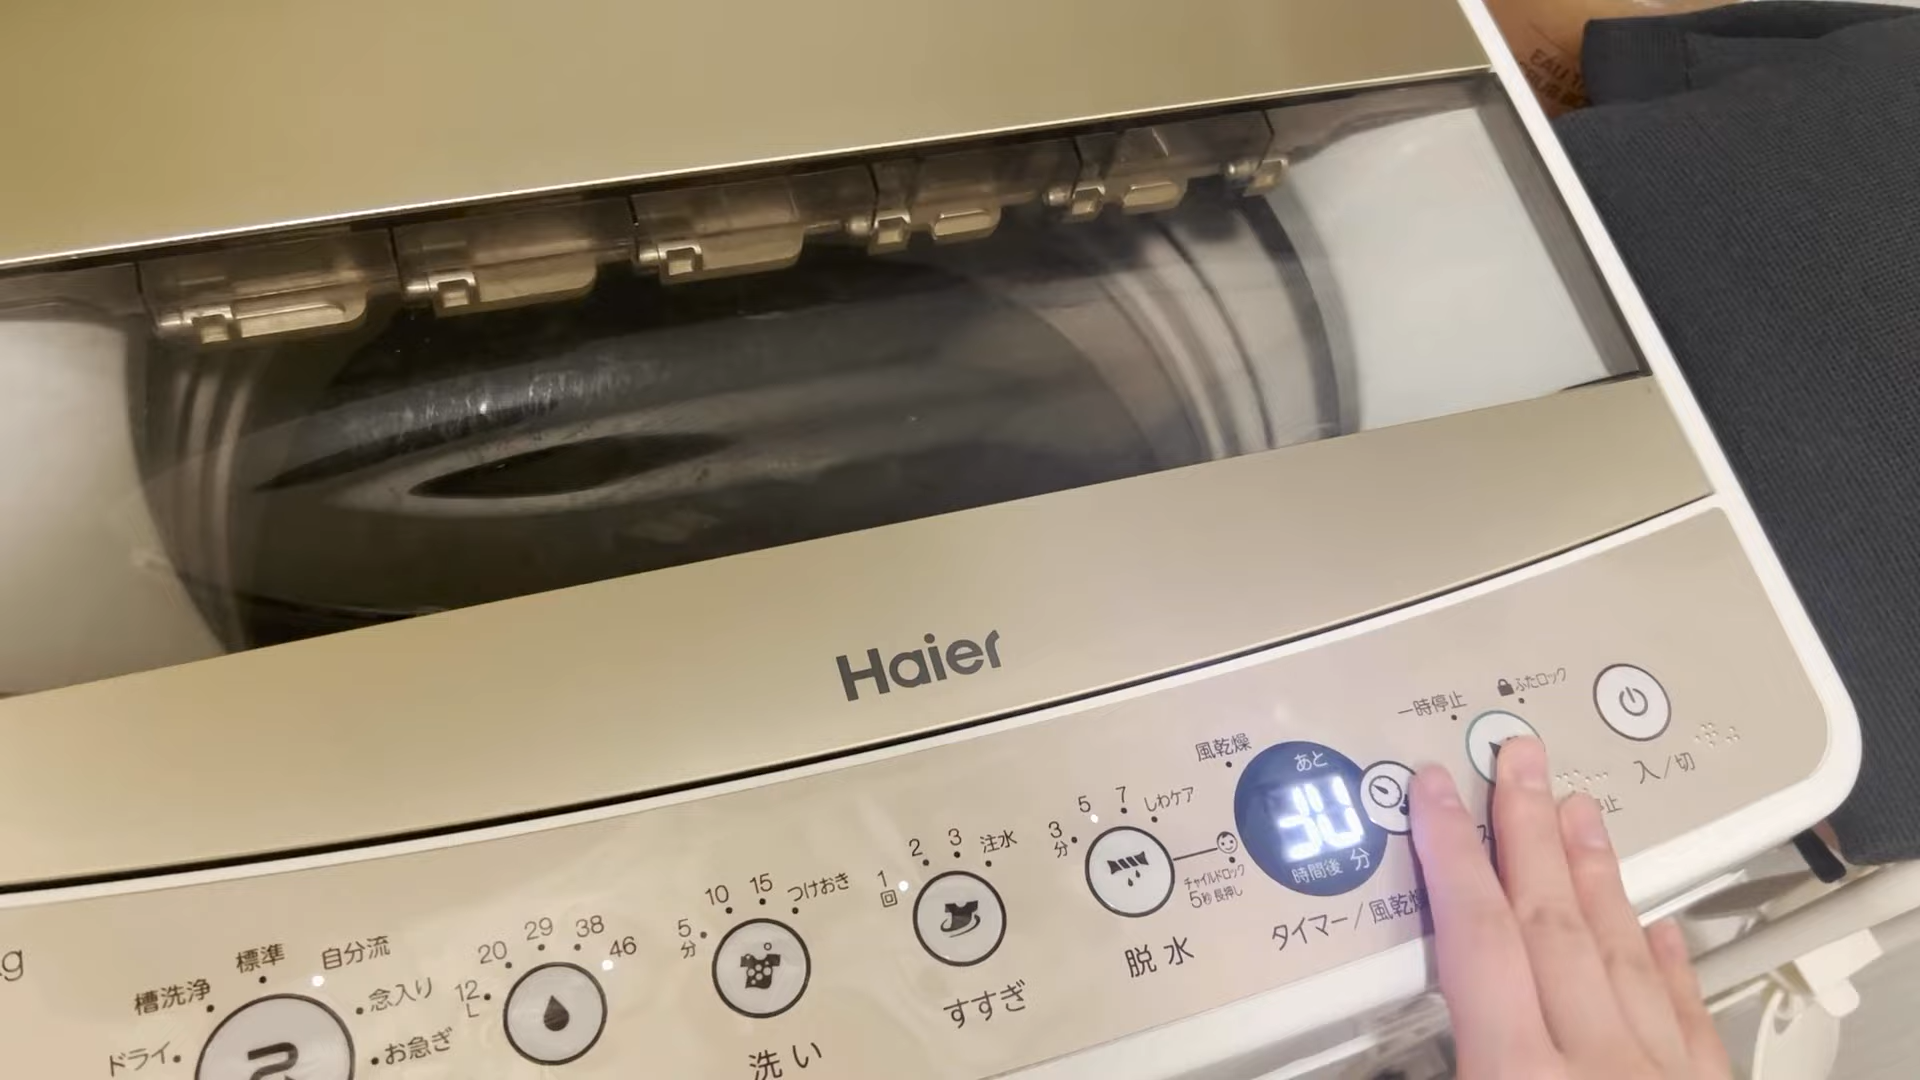 EAU
Haier
一時停止
ふたロック
入/切
風乾燥
あと
30
時間後 分
タイマー/風乾燥
3分 5 7 しわケア
チャイルドロック
5秒長押し
脱水
1回 2 3 注水
すすぎ
5分 10 15 つけおき
洗い
12L 20 29 38 46
ドライ
槽洗浄
標準
自分流
念入り
お急ぎ